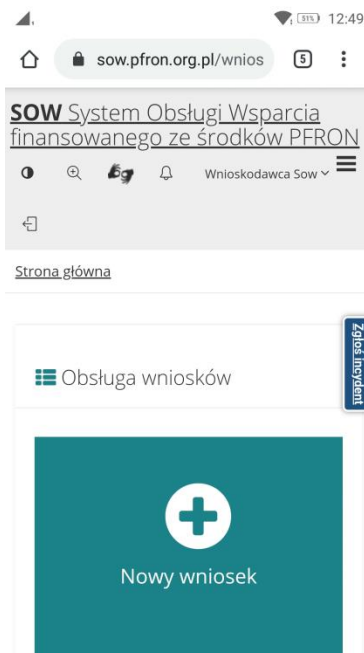 51% 12:49
sow.pfron.org.pl/wnios 5
SOW System Obsługi Wsparcia
finansowanego ze środków PFRON
Wnioskodawca Sow
Strona główna
Zgłoś incydent
Obsługa wniosków
Nowy wniosek